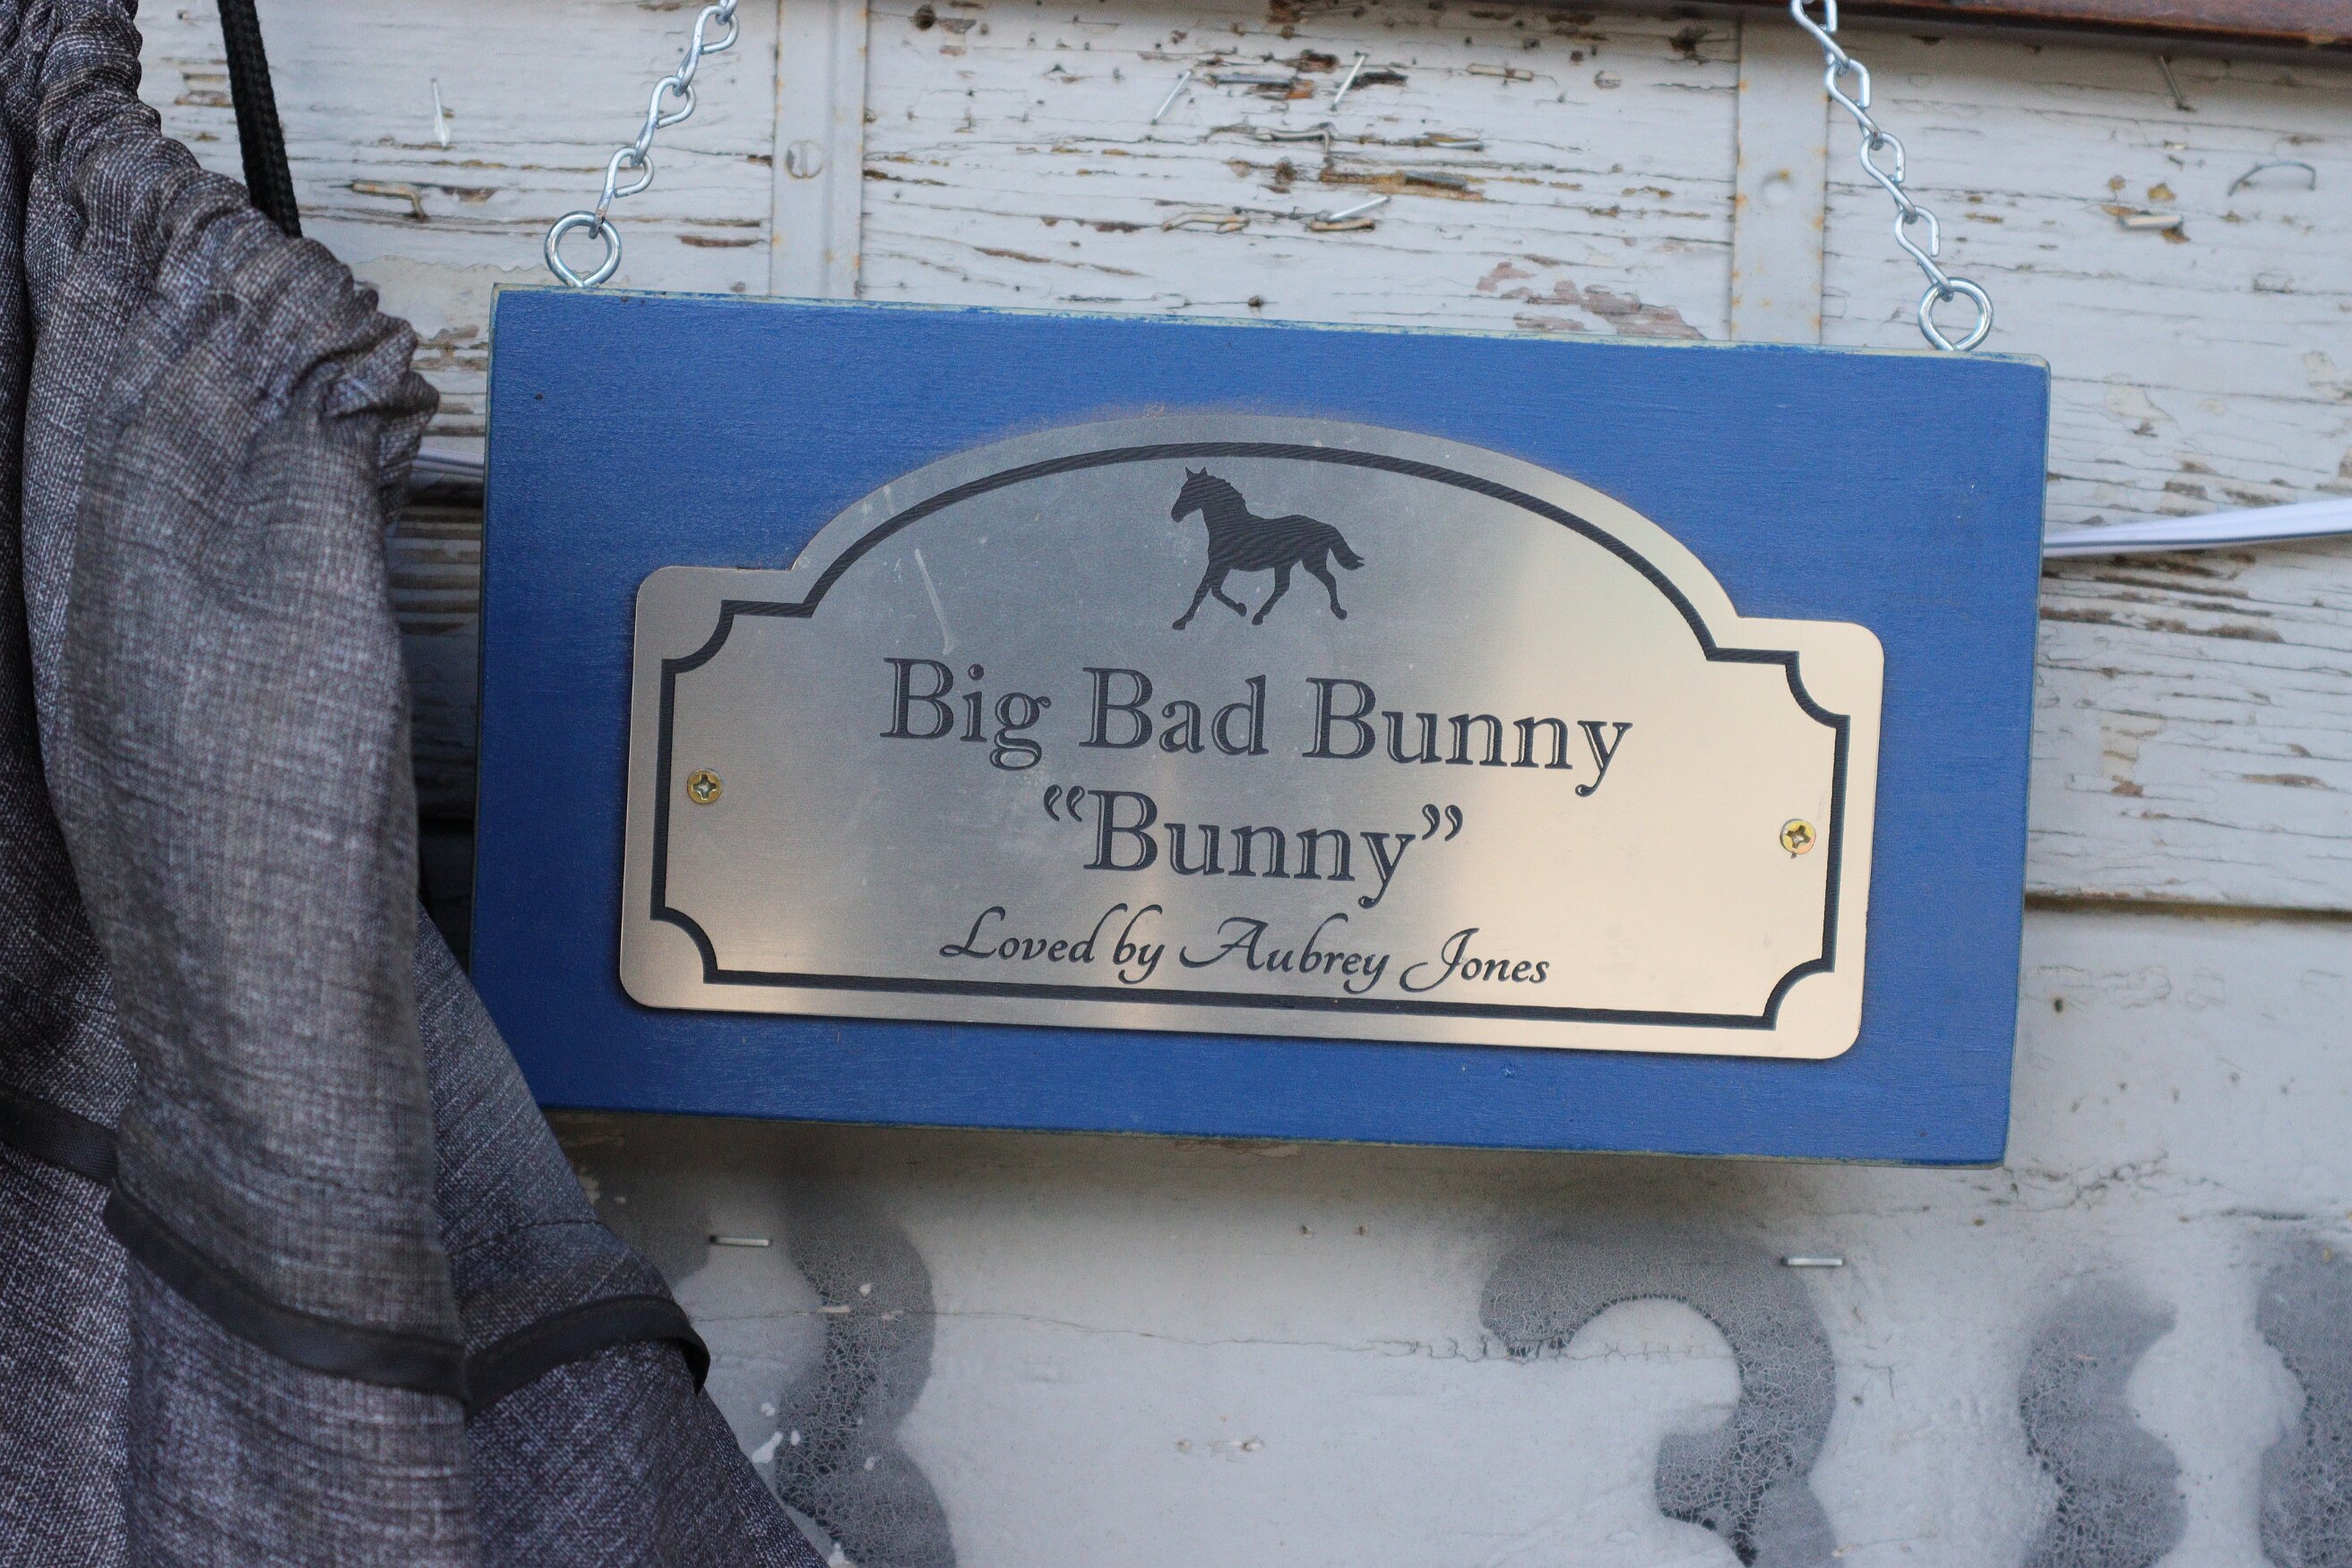 Big Bad Bunny
“Bunny”
Loved by Aubrey Jones